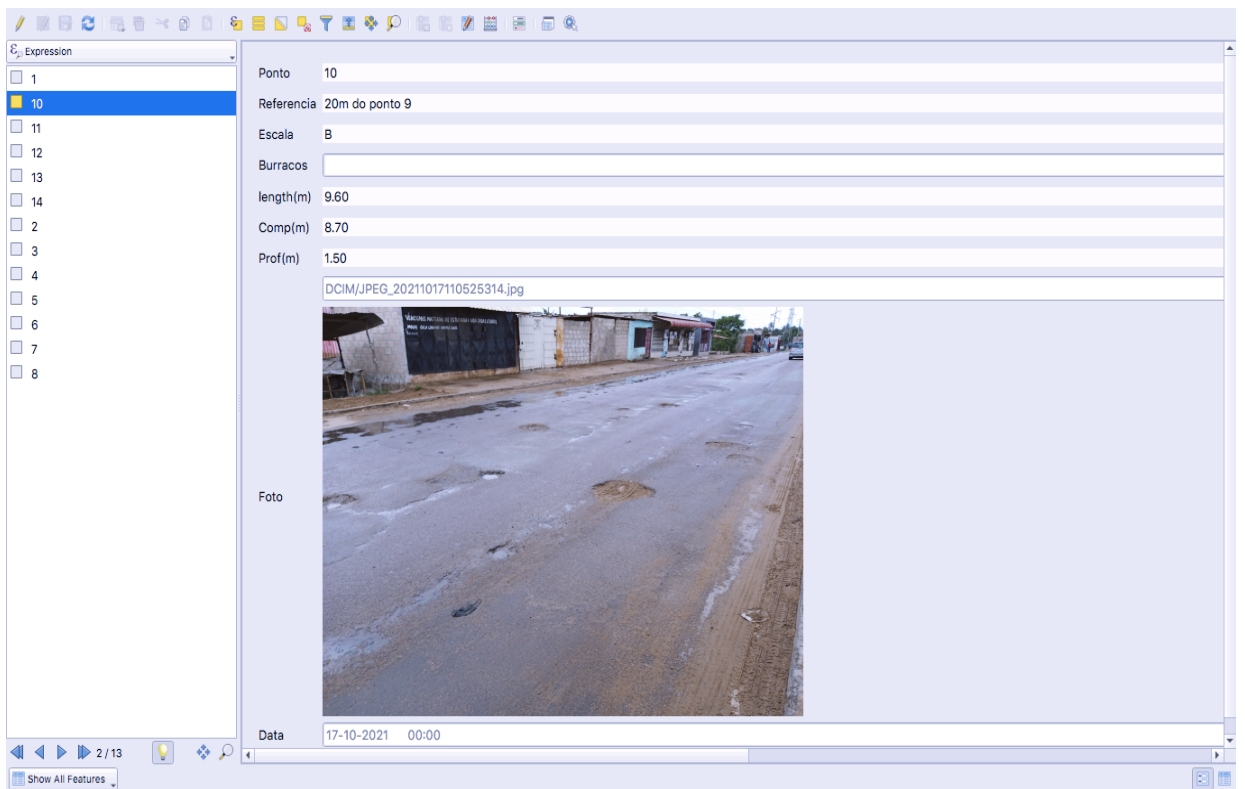 Expression
1
10
11
12
13
14
2
3
4
5
6
7
8
Ponto 10
Referencia 20m do ponto 9
Escala B
Burracos
length(m) 9.60
Comp(m) 8.70
Prof(m) 1.50
DCIM/JPEG_20211017110525314.jpg
Foto
Data 17-10-2021 00:00
2 / 13
Show All Features